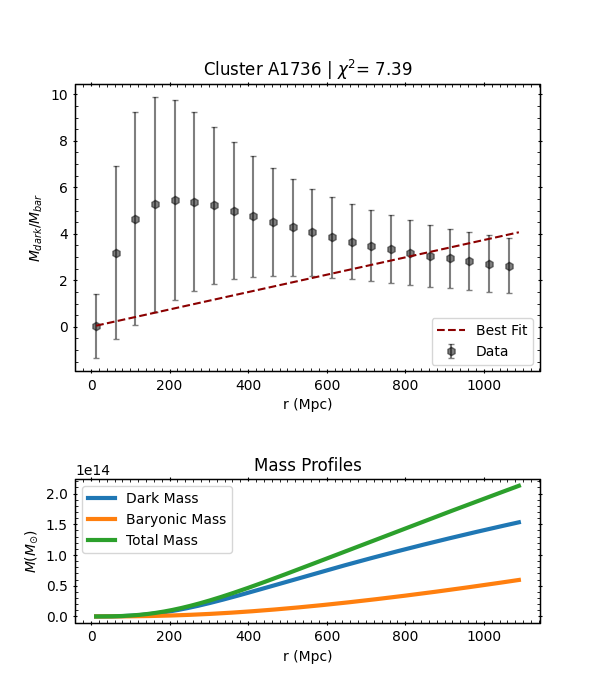 Cluster A1736 | χ²= 7.39
M_dark/M_bar
10
8
6
4
2
0
Best Fit
Data
0 200 400 600 800 1000
r (Mpc)
Mass Profiles
1e14
M(M_⊙)
2.0
1.5
1.0
0.5
0.0
Dark Mass
Baryonic Mass
Total Mass
0 200 400 600 800 1000
r (Mpc)